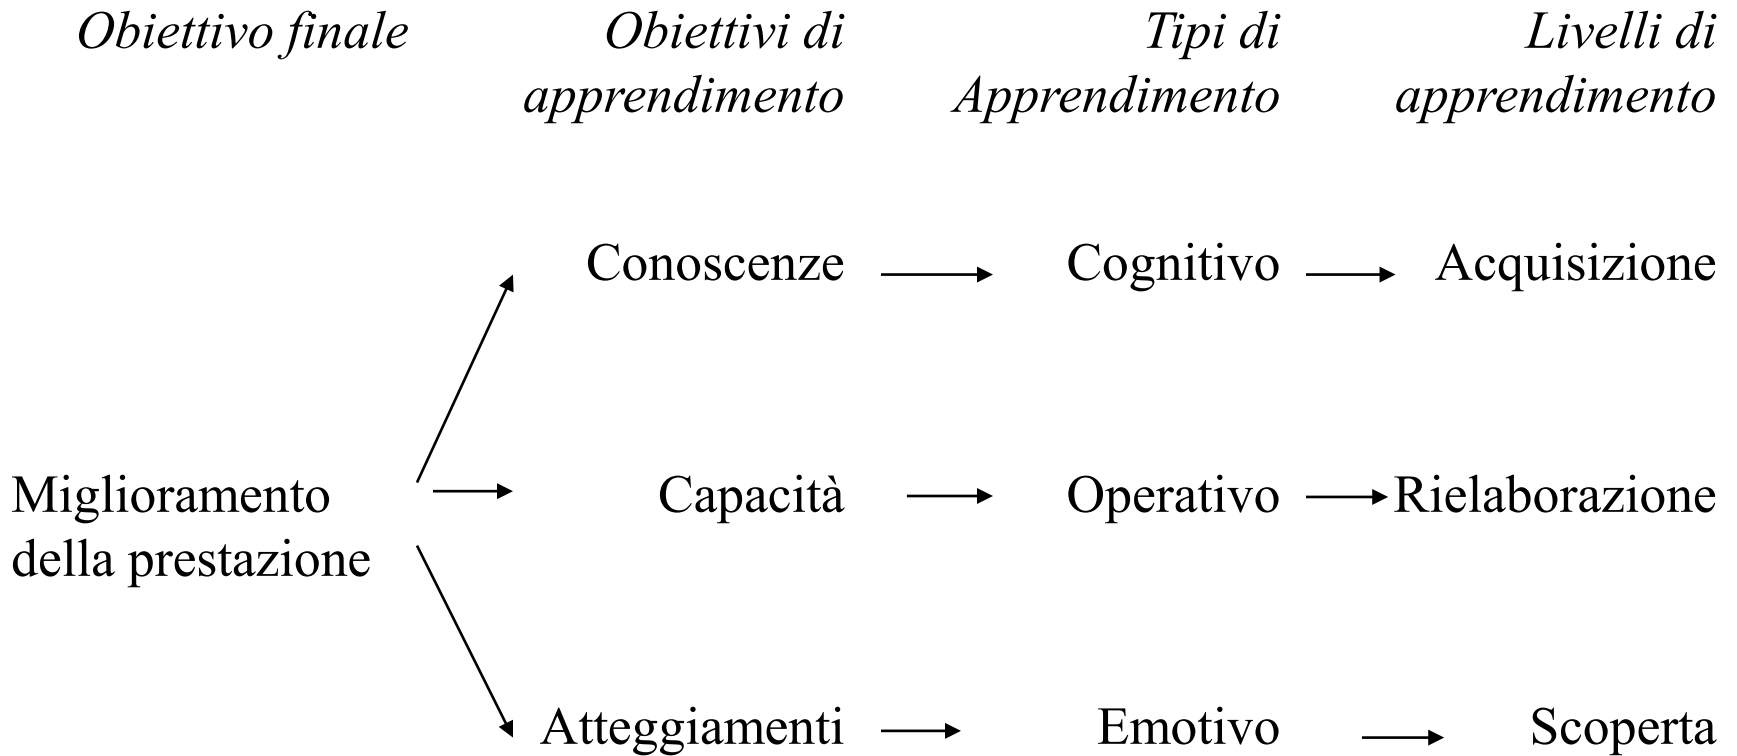 Obiettivo finale
Obiettivi di
apprendimento
Tipi di
Apprendimento
Livelli di
apprendimento
Conoscenze
Cognitivo
Acquisizione
Miglioramento
della prestazione
Capacità
Operativo
Rielaborazione
Atteggiamenti
Emotivo
Scoperta